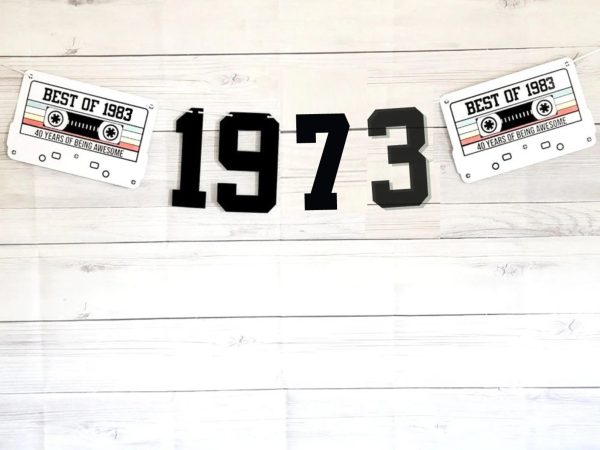 BEST OF 1983
40 YEARS OF BEING AWESOME
1973
BEST OF 1983
40 YEARS OF BEING AWESOME